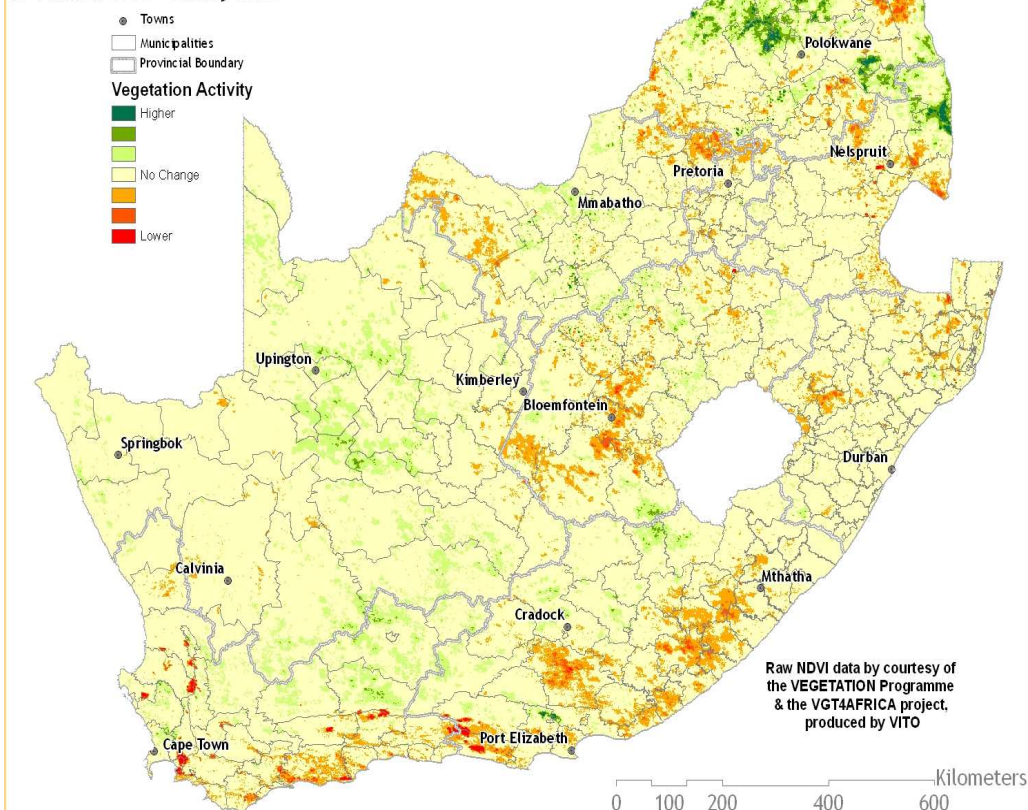 Towns
Municipalities
Provincial Boundary
Vegetation Activity
Higher
No Change
Lower
Polokwane
Nelspruit
Pretoria
Mmabatho
Upington
Kimberley
Bloemfontein
Springbok
Durban
Calvinia
Mthatha
Cradock
Raw NDVI data by courtesy of
the VEGETATION Programme
& the VGT4AFRICA project,
produced by VITO
Port Elizabeth
Cape Town
Kilometers
0 100 200 400 600